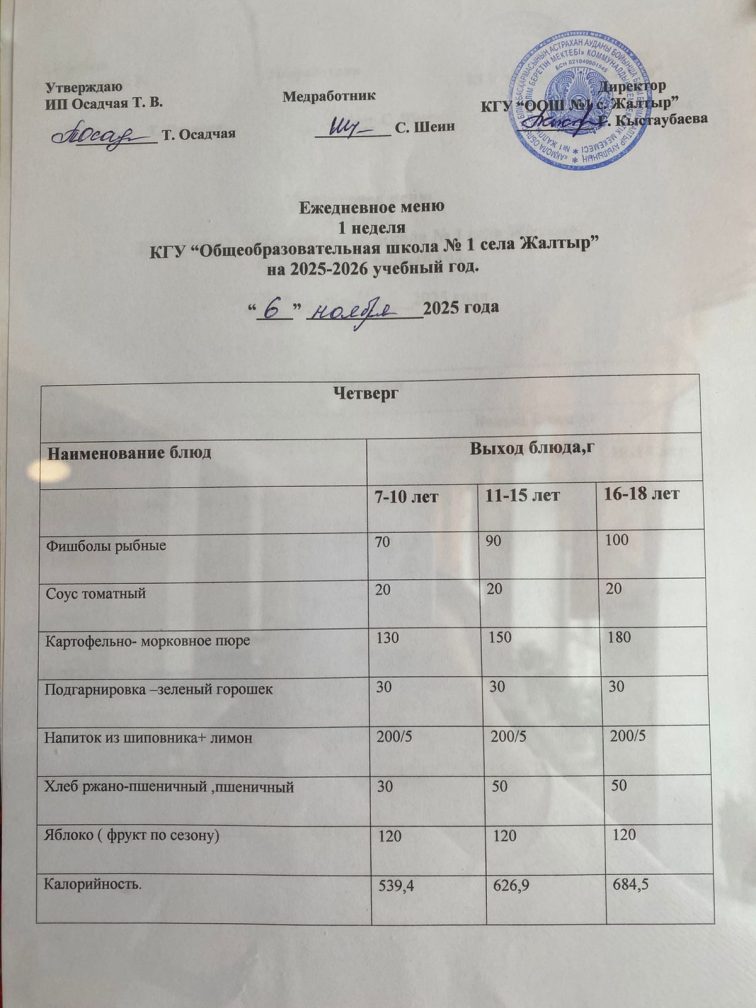 Утверждаю
ИП Осадчая Т. В.
Т. Осадчая
Медработник
С. Шеин
Директор
КГУ “ООШ №1 с. Жалтыр”
Г. Кыстаубаева
Ежедневное меню
1 неделя
КГУ “Общеобразовательная школа № 1 села Жалтыр”
на 2025-2026 учебный год.
“ 6 ” ноября 2025 года
Четверг
Наименование блюд Выход блюда,г
7-10 лет 11-15 лет 16-18 лет
Фишболы рыбные 70 90 100
Соус томатный 20 20 20
Картофельно- морковное пюре 130 150 180
Подгарнировка –зеленый горошек 30 30 30
Напиток из шиповника+ лимон 200/5 200/5 200/5
Хлеб ржано-пшеничный ,пшеничный 30 50 50
Яблоко ( фрукт по сезону) 120 120 120
Калорийность. 539,4 626,9 684,5